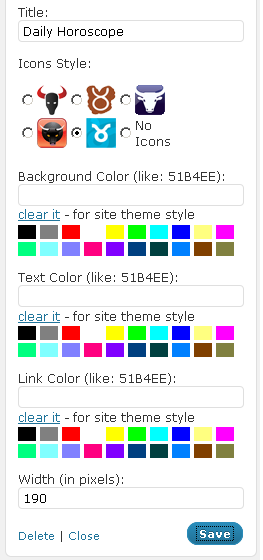 Title:
Daily Horoscope
Icons Style:
No
Icons
Background Color (like: 51B4EE):
clear it - for site theme style
Text Color (like: 51B4EE):
clear it - for site theme style
Link Color (like: 51B4EE):
clear it - for site theme style
Width (in pixels):
190
Delete | Close
Save